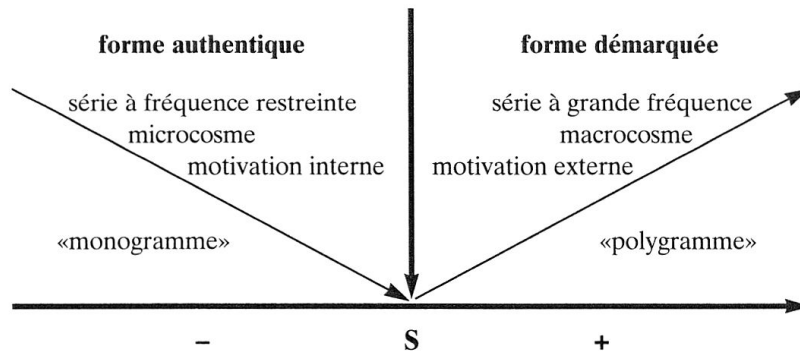 forme authentique
série à fréquence restreinte
microcosme
motivation interne
«monogramme»
forme démarquée
série à grande fréquence
macrocosme
motivation externe
«polygramme»
– S +